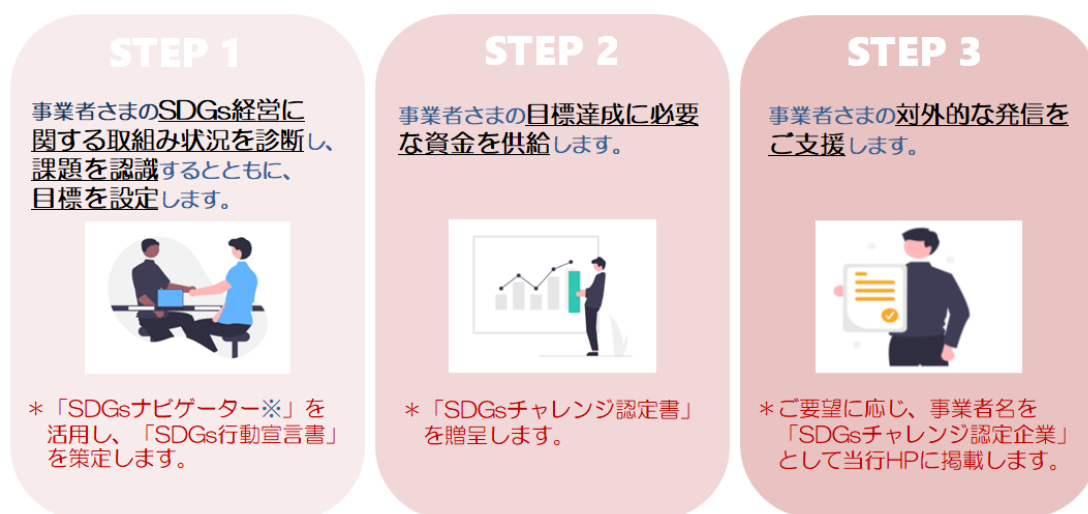 STEP 1
事業者さまのSDGs経営に
関する取組み状況を診断し、
課題を認識するとともに、
目標を設定します。
＊「SDGsナビゲーター※」を
活用し、「SDGs行動宣言書」
を策定します。
STEP 2
事業者さまの目標達成に必要
な資金を供給します。
＊「SDGsチャレンジ認定書」
を贈呈します。
STEP 3
事業者さまの対外的な発信を
ご支援します。
＊ご要望に応じ、事業者名を
「SDGsチャレンジ認定企業」
として当行HPに掲載します。